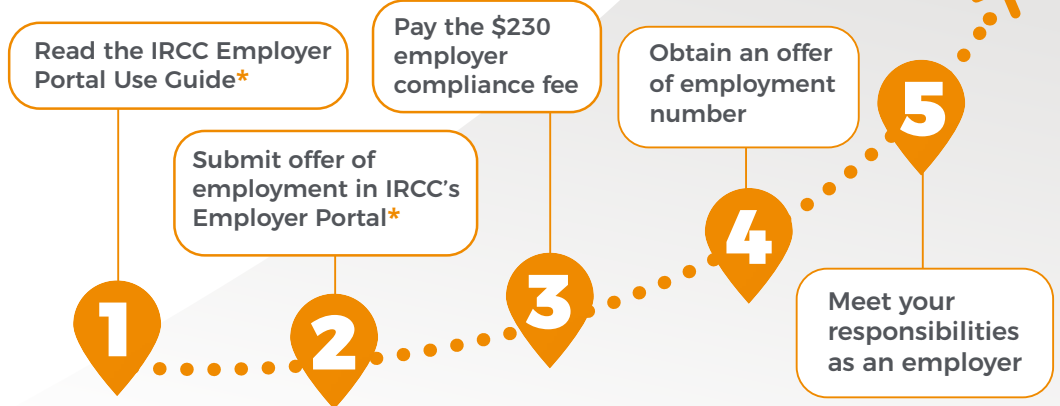 Read the IRCC Employer
Portal Use Guide*
1
Submit offer of
employment in IRCC's
Employer Portal*
2
Pay the $230
employer
compliance fee
3
Obtain an offer
of employment
number
4
5
Meet your
responsibilities
as an employer